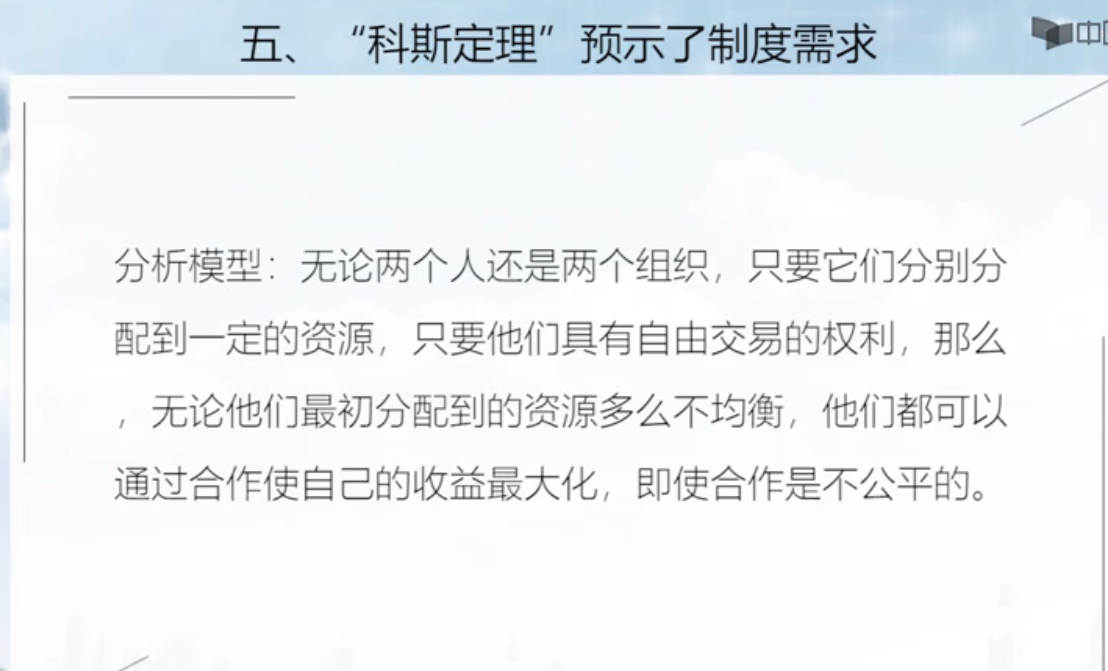 五、“科斯定理”预示了制度需求
中
分析模型：无论两个人还是两个组织，只要它们分别分
配到一定的资源，只要他们具有自由交易的权利，那么
，无论他们最初分配到的资源多么不均衡，他们都可以
通过合作使自己的收益最大化，即使合作是不公平的。